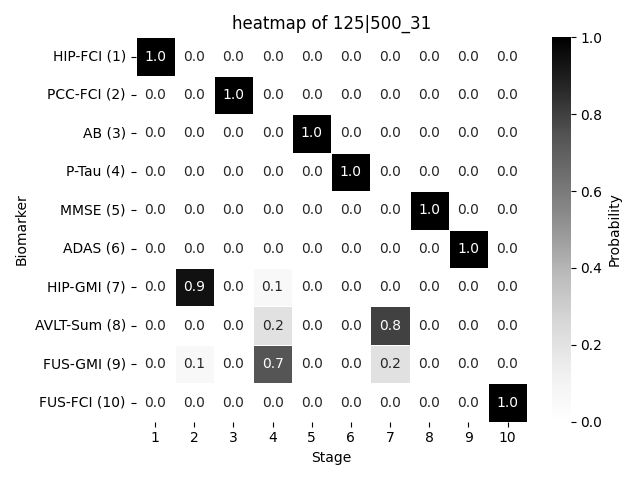 heatmap of 125|500_31
HIP-FCI (1) 1.0 0.0 0.0 0.0 0.0 0.0 0.0 0.0 0.0 0.0
PCC-FCI (2) 0.0 0.0 1.0 0.0 0.0 0.0 0.0 0.0 0.0 0.0
AB (3) 0.0 0.0 0.0 0.0 1.0 0.0 0.0 0.0 0.0 0.0
P-Tau (4) 0.0 0.0 0.0 0.0 0.0 1.0 0.0 0.0 0.0 0.0
MMSE (5) 0.0 0.0 0.0 0.0 0.0 0.0 0.0 1.0 0.0 0.0
ADAS (6) 0.0 0.0 0.0 0.0 0.0 0.0 0.0 0.0 1.0 0.0
HIP-GMI (7) 0.0 0.9 0.0 0.1 0.0 0.0 0.0 0.0 0.0 0.0
AVLT-Sum (8) 0.0 0.0 0.0 0.2 0.0 0.0 0.8 0.0 0.0 0.0
FUS-GMI (9) 0.0 0.1 0.0 0.7 0.0 0.0 0.2 0.0 0.0 0.0
FUS-FCI (10) 0.0 0.0 0.0 0.0 0.0 0.0 0.0 0.0 0.0 1.0
1 2 3 4 5 6 7 8 9 10
Stage
Biomarker
1.0
0.8
0.6
0.4
0.2
0.0
Probability